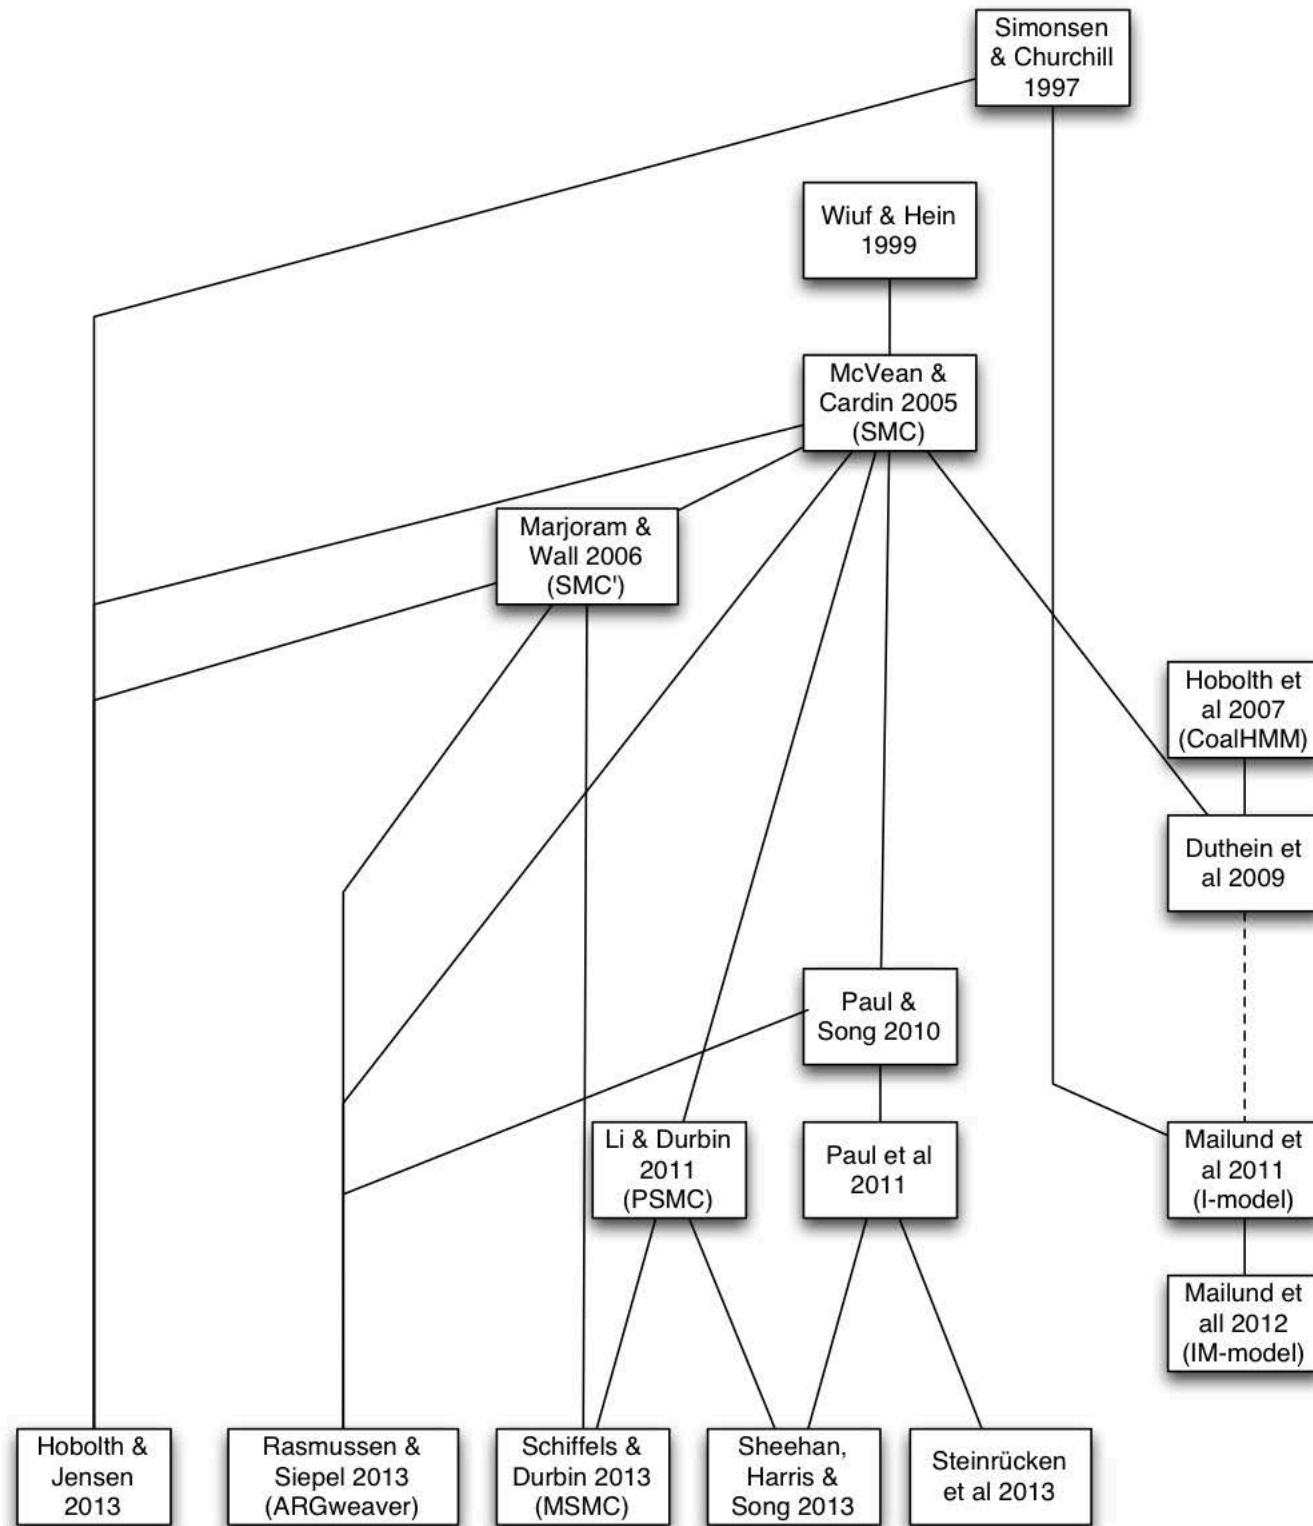 Simonsen
& Churchill
1997
Wiuf & Hein
1999
McVean &
Cardin 2005
(SMC)
Marjoram &
Wall 2006
(SMC')
Hobolth et
al 2007
(CoalHMM)
Duthein et
al 2009
Paul &
Song 2010
Li & Durbin
2011
(PSMC)
Paul et al
2011
Mailund et
al 2011
(I-model)
Mailund et
all 2012
(IM-model)
Hobolth &
Jensen
2013
Rasmussen &
Siepel 2013
(ARGweaver)
Schiffels &
Durbin 2013
(MSMC)
Sheehan,
Harris &
Song 2013
Steinrücken
et al 2013